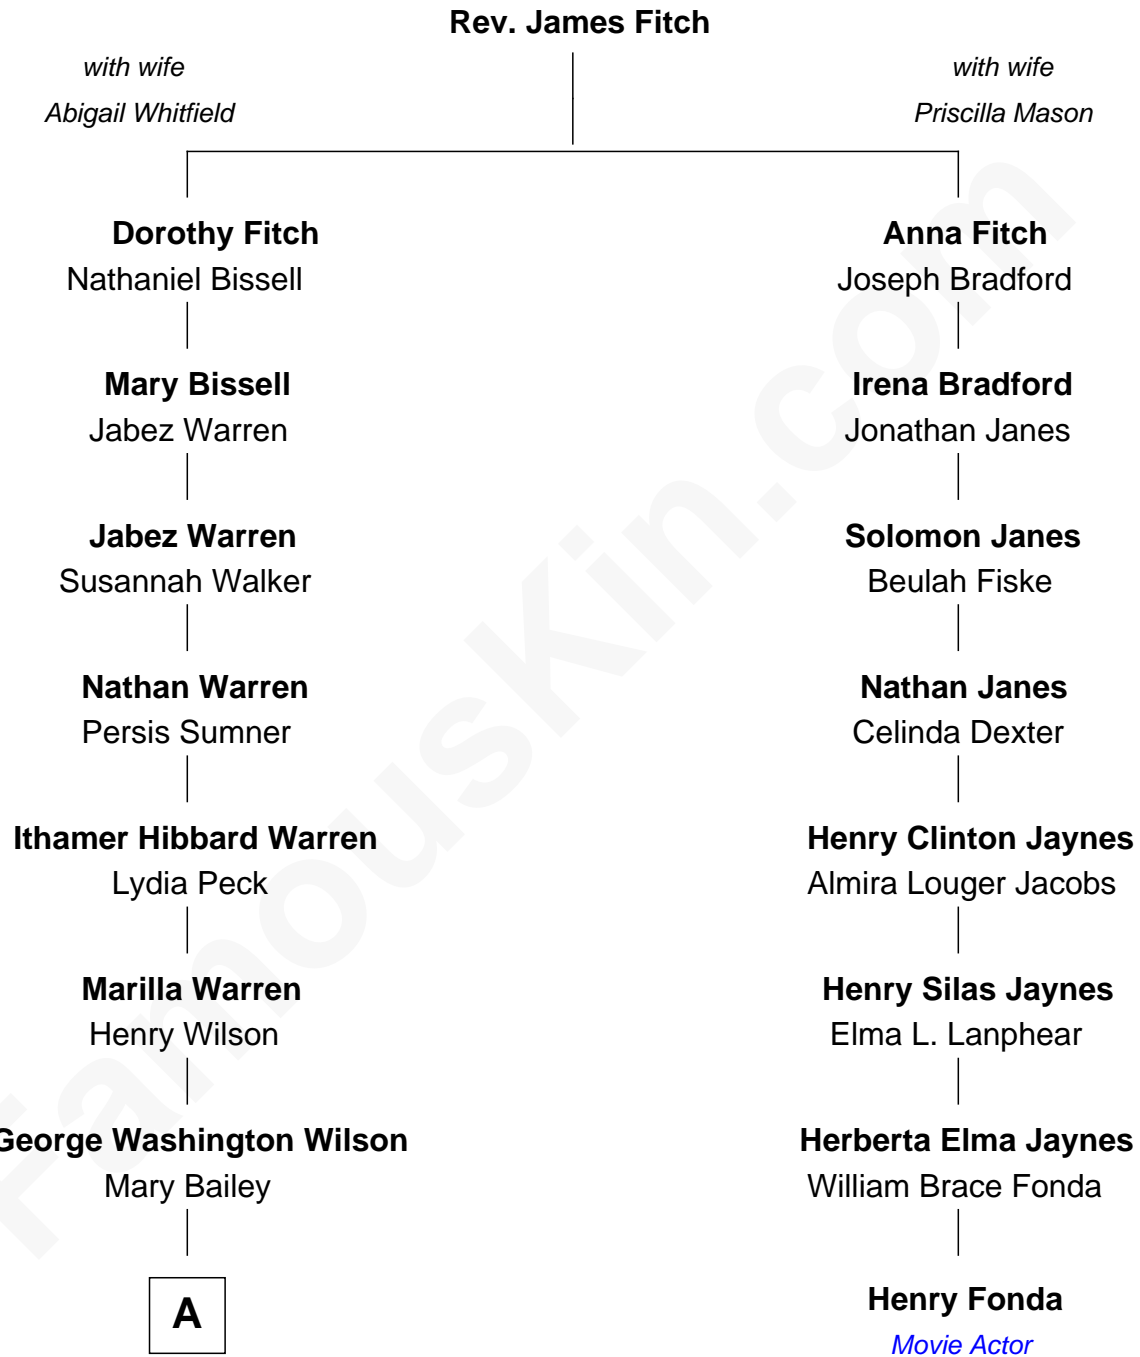 Rev. James Fitch
with wife
Abigail Whitfield
with wife
Priscilla Mason
Dorothy Fitch
Nathaniel Bissell
Anna Fitch
Joseph Bradford
Mary Bissell
Jabez Warren
Irena Bradford
Jonathan Janes
Jabez Warren
Susannah Walker
Solomon Janes
Beulah Fiske
Nathan Warren
Persis Sumner
Nathan Janes
Celinda Dexter
Ithamer Hibbard Warren
Lydia Peck
Henry Clinton Jaynes
Almira Louger Jacobs
Marilla Warren
Henry Wilson
Henry Silas Jaynes
Elma L. Lanphear
George Washington Wilson
Mary Bailey
Herberta Elma Jaynes
William Brace Fonda
A
Henry Fonda
Movie Actor
FamousKin.com